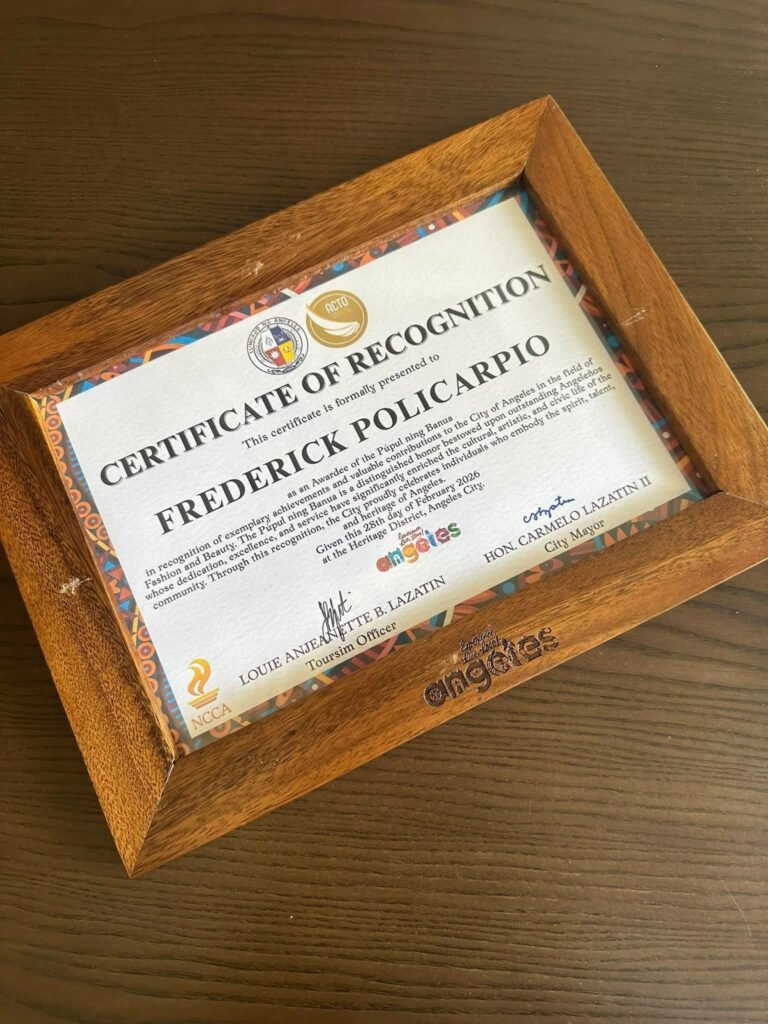 LUNGSOD NG ANGELES
ACTO
CERTIFICATE OF RECOGNITION
This certificate is formally presented to
FREDERICK POLICARPIO
as an Awardee of the Púpul ning Banua
in recognition of exemplary achievements and valuable contributions to the City of Angeles in the field of
Fashion and Beauty. The Púpul ning Banua is a distinguished honor bestowed upon outstanding Angeleños
whose dedication, excellence, and service have significantly enriched the cultural, artistic, and civic life of the
community. Through this recognition, the City proudly celebrates individuals who embody the spirit, talent,
and heritage of Angeles.
Given this 28th day of February 2026
at the Heritage District, Angeles City.
angeles
LOUIE ANJEANETTE B. LAZATIN
Toursim Officer
HON. CARMELO LAZATIN II
City Mayor
NCCA
angeles